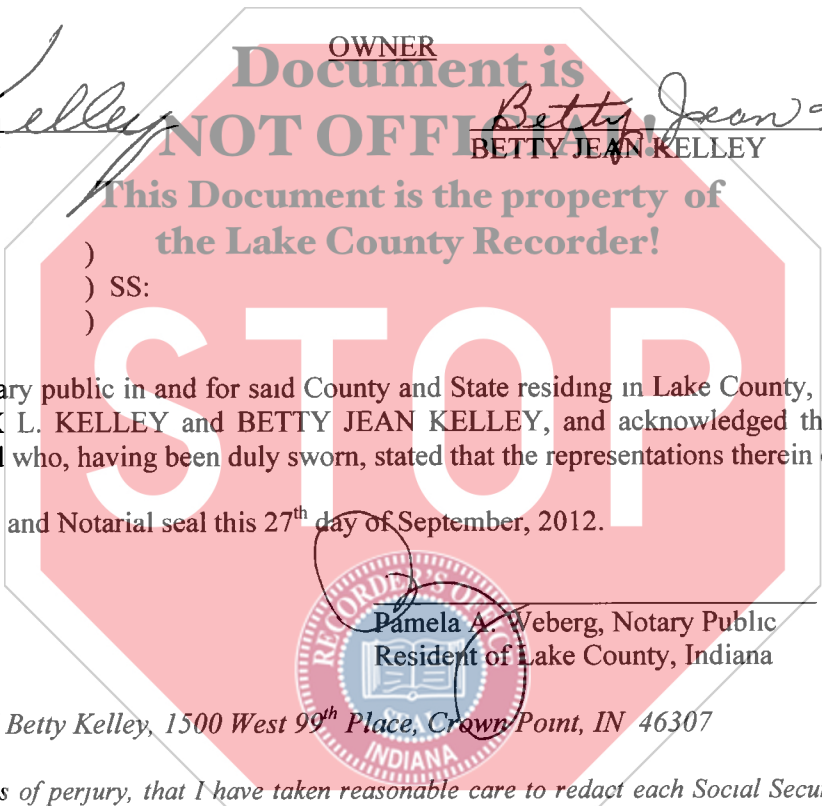 OWNER
Document is
Kelley
Betty Jean
NOT OFFICIAL!
BETTY JEAN KELLEY
This Document is the property of
the Lake County Recorder!
)
) SS:
)
STOP
ary public in and for said County and State residing in Lake County,
L. KELLEY and BETTY JEAN KELLEY, and acknowledged th
who, having been duly sworn, stated that the representations therein
and Notarial seal this 27th day of September, 2012.
RECORDER'S OFFICE
Pamela A. Weberg, Notary Public
Resident of Lake County, Indiana
SEAL
Betty Kelley, 1500 West 99th Place, Crown Point, IN 46307
INDIANA
s of perjury, that I have taken reasonable care to redact each Social Secu